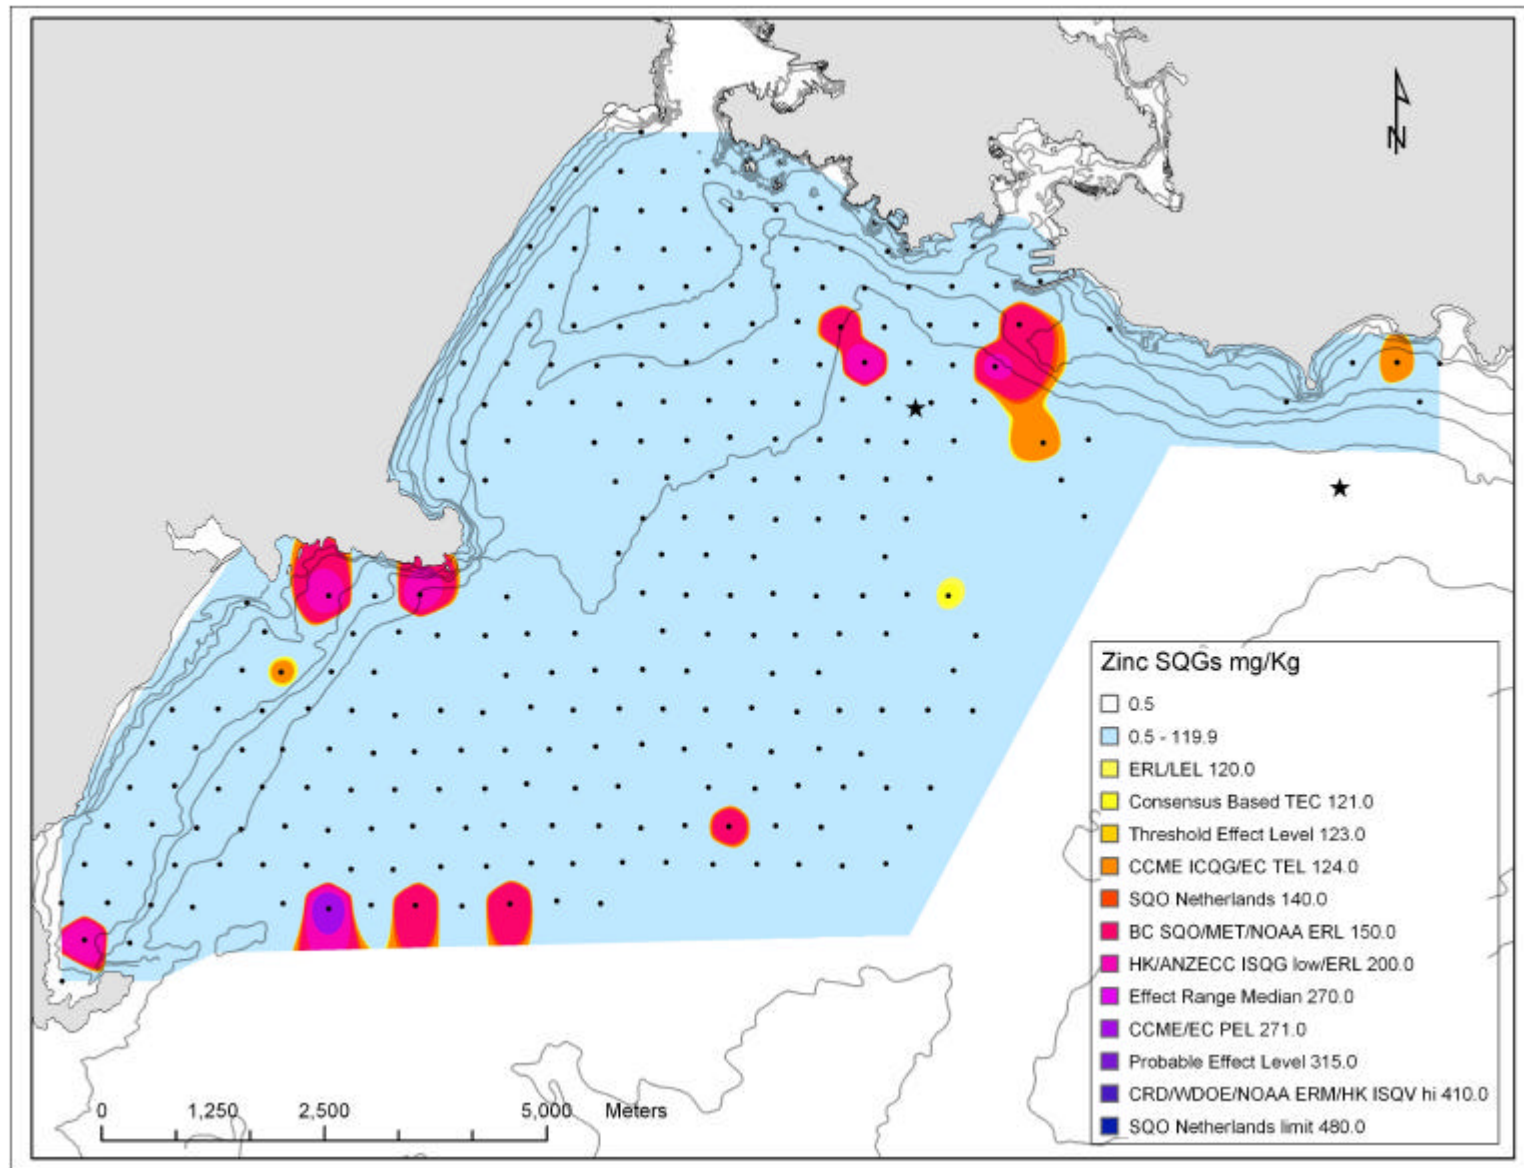 N
Zinc SQGs mg/Kg
0.5
0.5 - 119.9
ERL/LEL 120.0
Consensus Based TEC 121.0
Threshold Effect Level 123.0
CCME ICQG/EC TEL 124.0
SQO Netherlands 140.0
BC SQO/MET/NOAA ERL 150.0
HK/ANZECC ISQG low/ERL 200.0
Effect Range Median 270.0
CCME/EC PEL 271.0
Probable Effect Level 315.0
CRD/WDOE/NOAA ERM/HK ISQV hi 410.0
SQO Netherlands limit 480.0
0 1,250 2,500 5,000 Meters